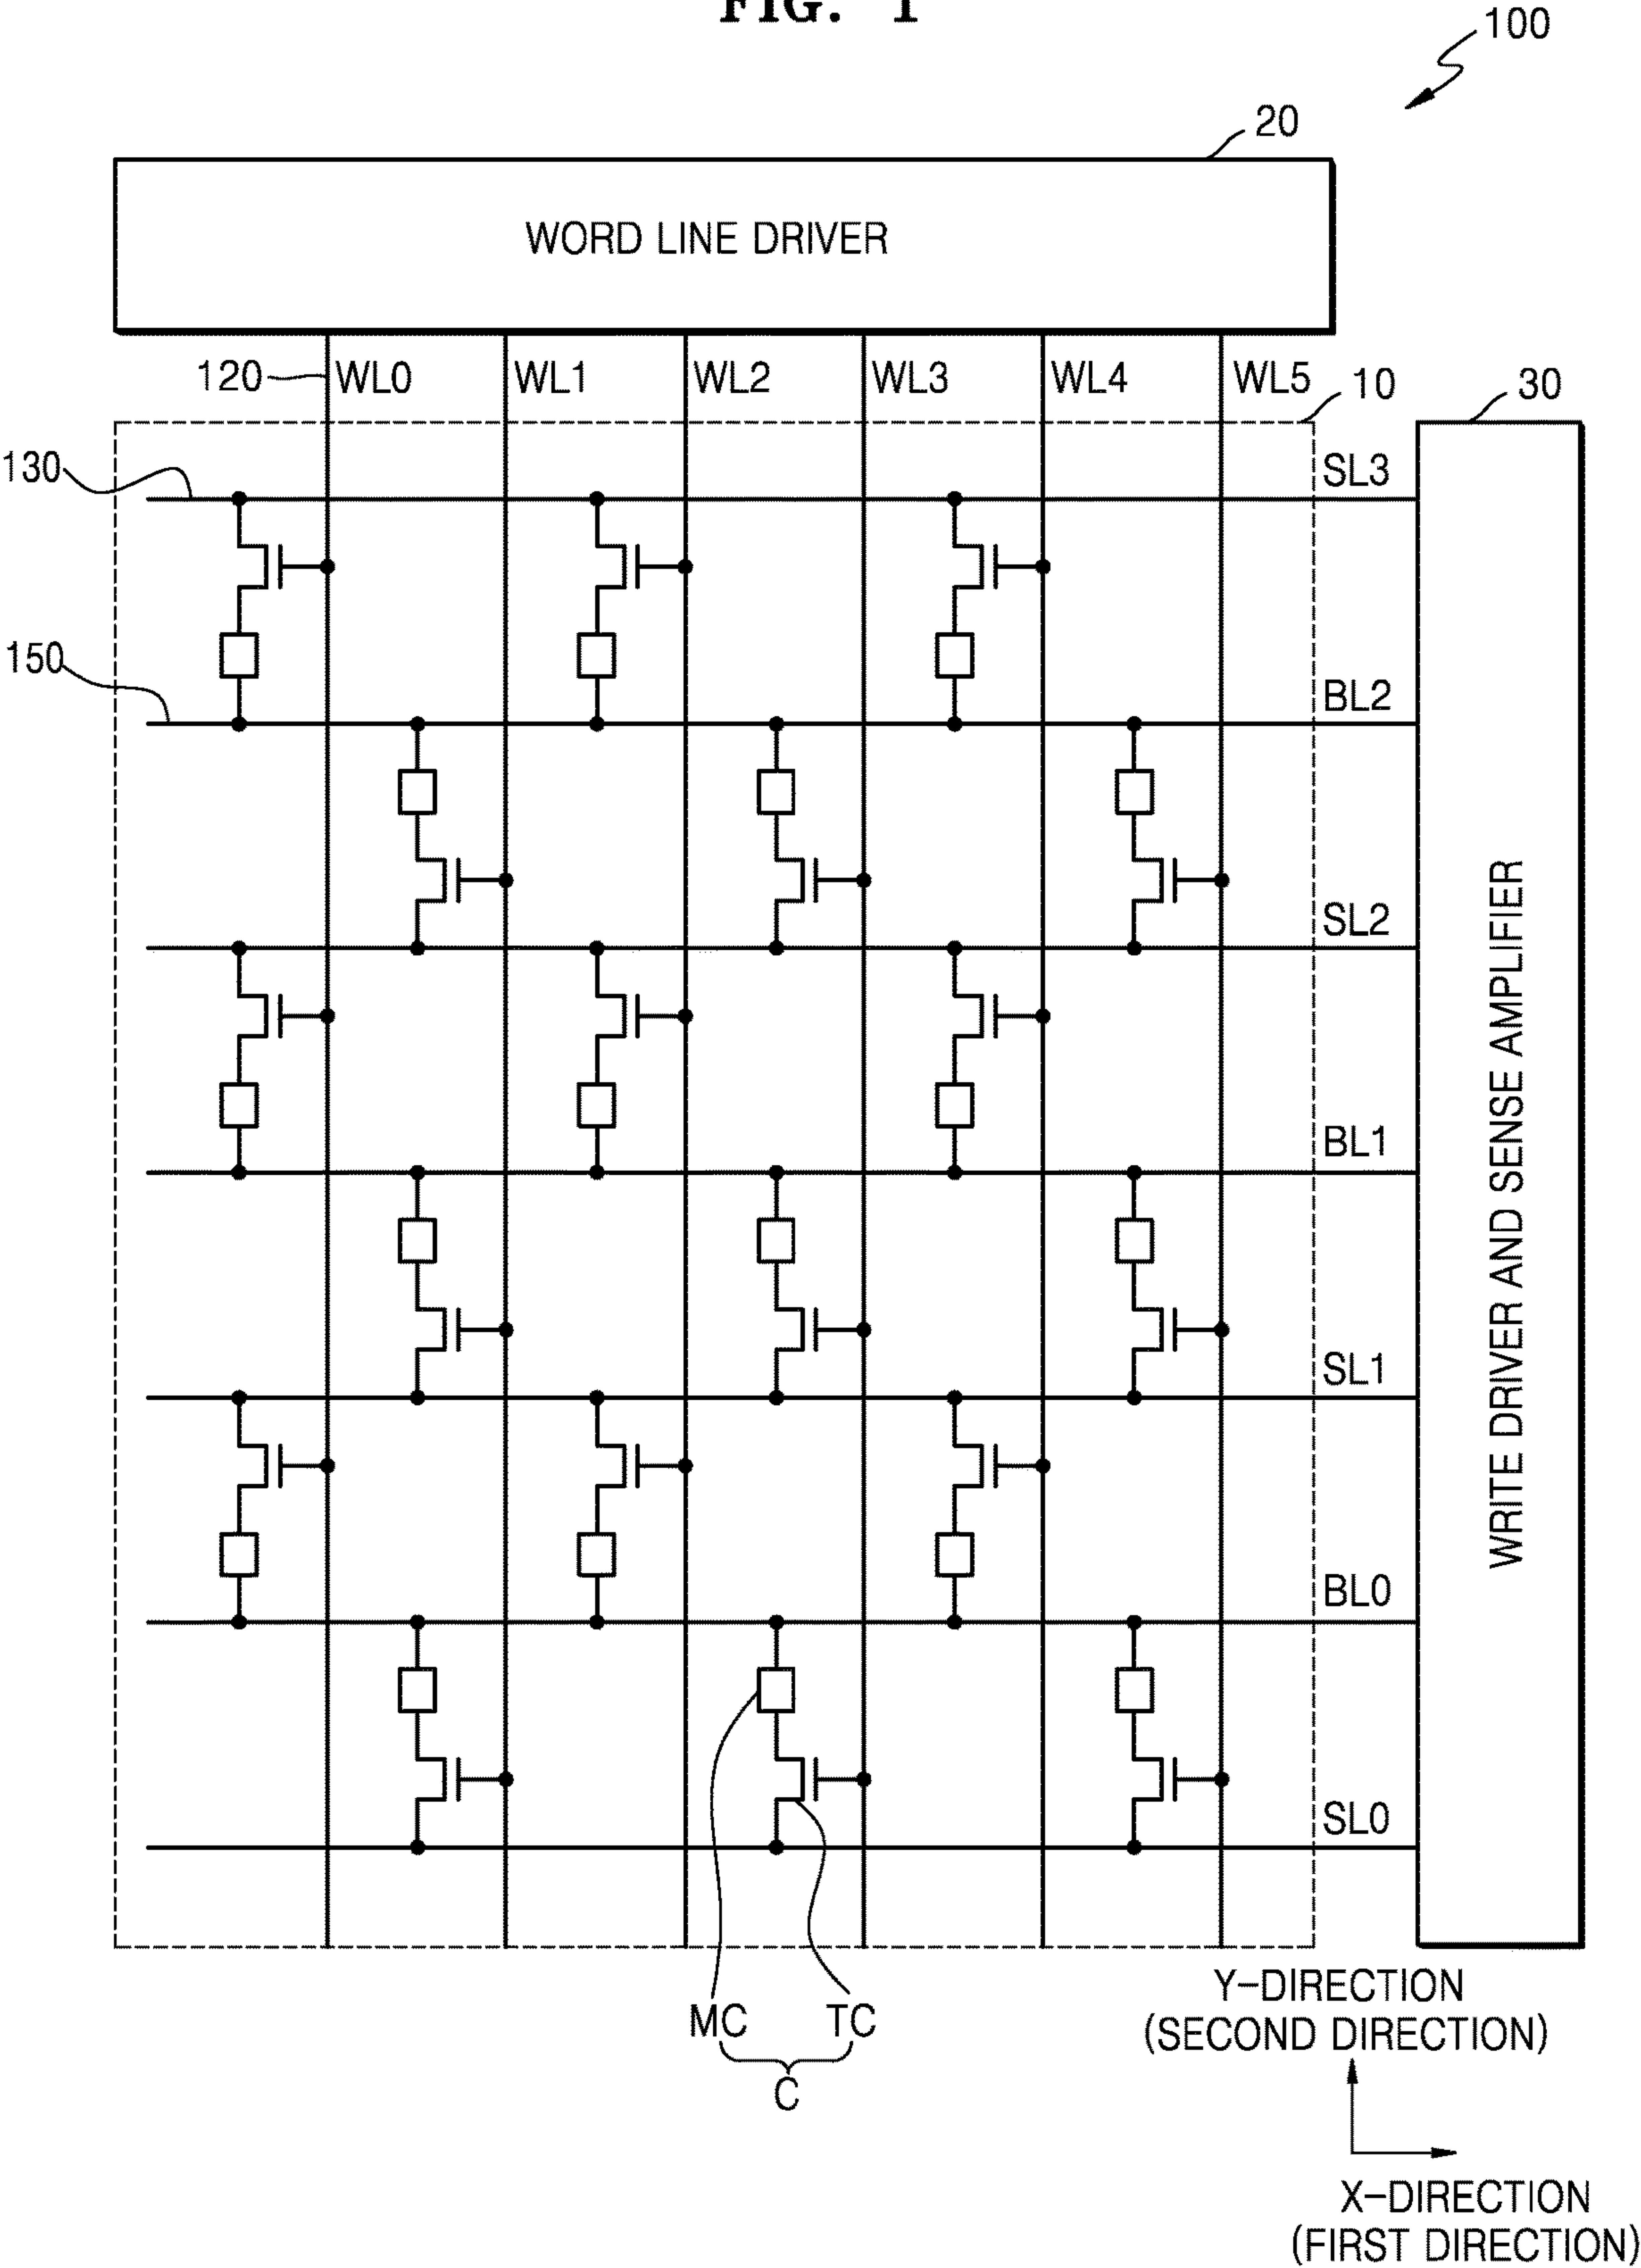 FIG. 1
100
20
WORD LINE DRIVER
120 WL0 WL1 WL2 WL3 WL4 WL5
10 30
130 SL3
150 BL2
SL2
BL1
SL1
BL0
SL0
WRITE DRIVER AND SENSE AMPLIFIER
MC TC
C
Y-DIRECTION
(SECOND DIRECTION)
X-DIRECTION
(FIRST DIRECTION)